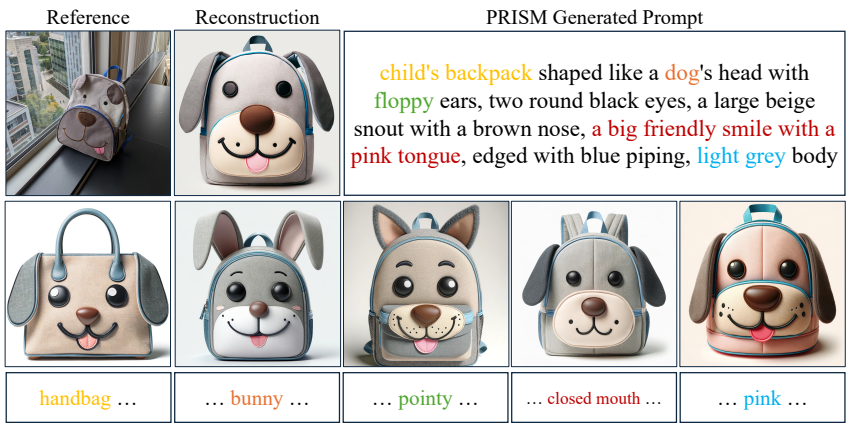 Reference
Reconstruction
PRISM Generated Prompt
child's backpack shaped like a dog's head with
floppy ears, two round black eyes, a large beige
snout with a brown nose, a big friendly smile with a
pink tongue, edged with blue piping, light grey body
handbag …
… bunny …
… pointy …
… closed mouth …
… pink …